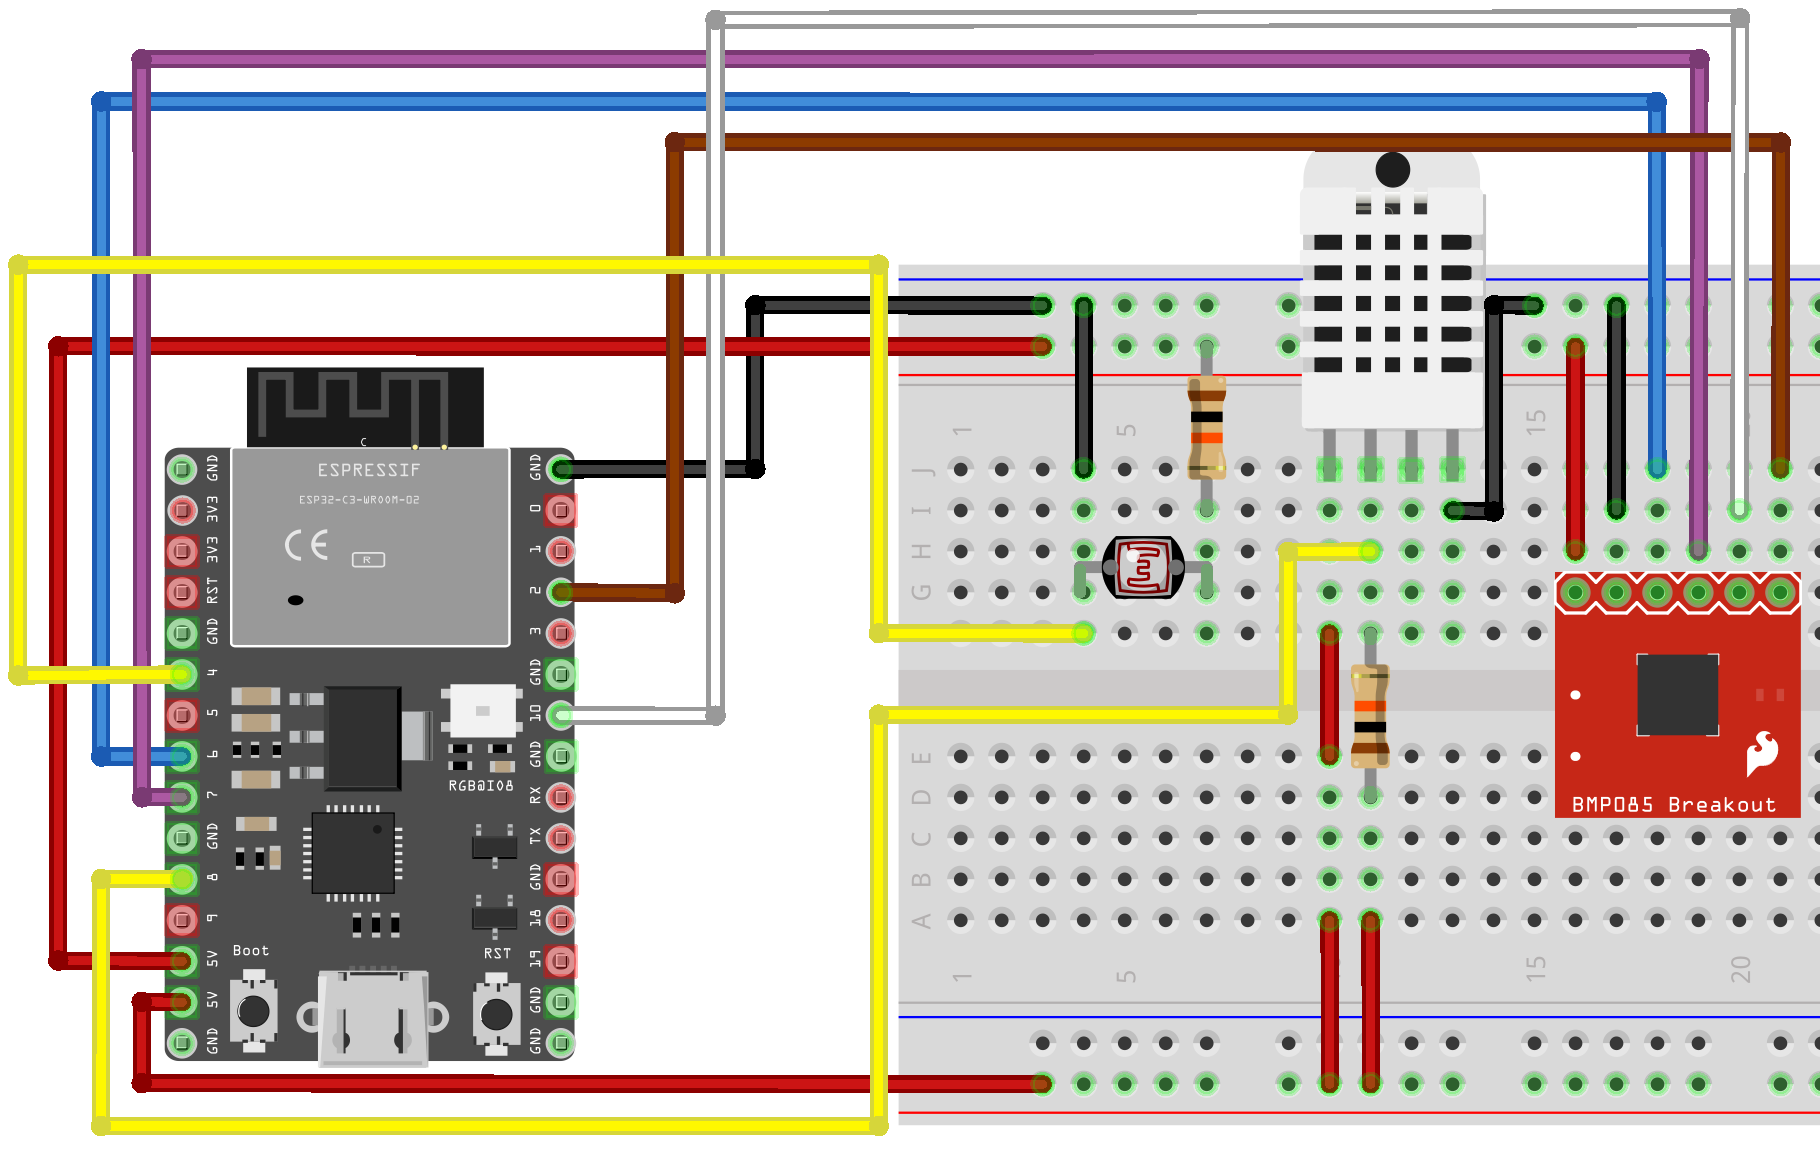 C
ESPRESSIF
ESP32-C3-WROOM-02
CE
R
GND
3V3
3V3
RST
GND
4
5
6
7
GND
8
9
5V
5V
GND
GND
0
1
2
3
GND
10
GND
RX
TX
GND
18
19
GND
GND
RGB@IO8
Boot
RST
1
5
15
J
I
H
G
E
D
C
B
A
1
5
15
20
BMP085 Breakout